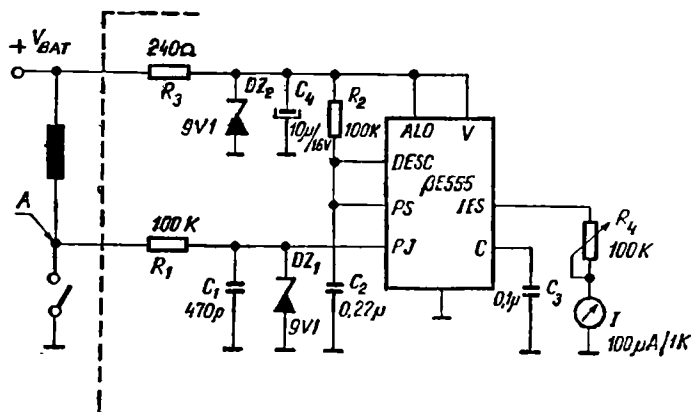 + V_BAT
240Ω
R3
DZ2
9V1
C4
10µ/16V
R2
100K
ALO
V
DESC
βE555
PS
IES
PJ
C
A
100K
R1
C1
470p
DZ1
9V1
C2
0,22µ
0,1µ
C3
R4
100K
I
100µA/1K